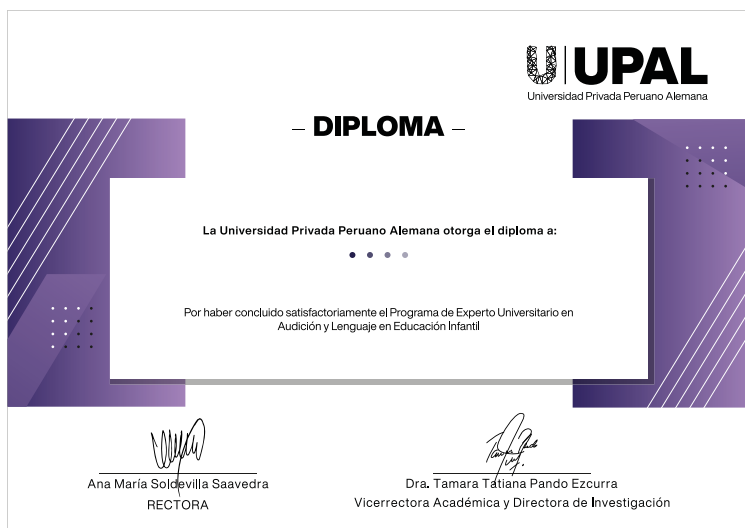 UPAL
Universidad Privada Peruano Alemana
– DIPLOMA –
La Universidad Privada Peruano Alemana otorga el diploma a:
Por haber concluido satisfactoriamente el Programa de Experto Universitario en
Audición y Lenguaje en Educación Infantil
Ana María Soldevilla Saavedra
RECTORA
Dra. Tamara Tatiana Pando Ezcurra
Vicerrectora Académica y Directora de Investigación